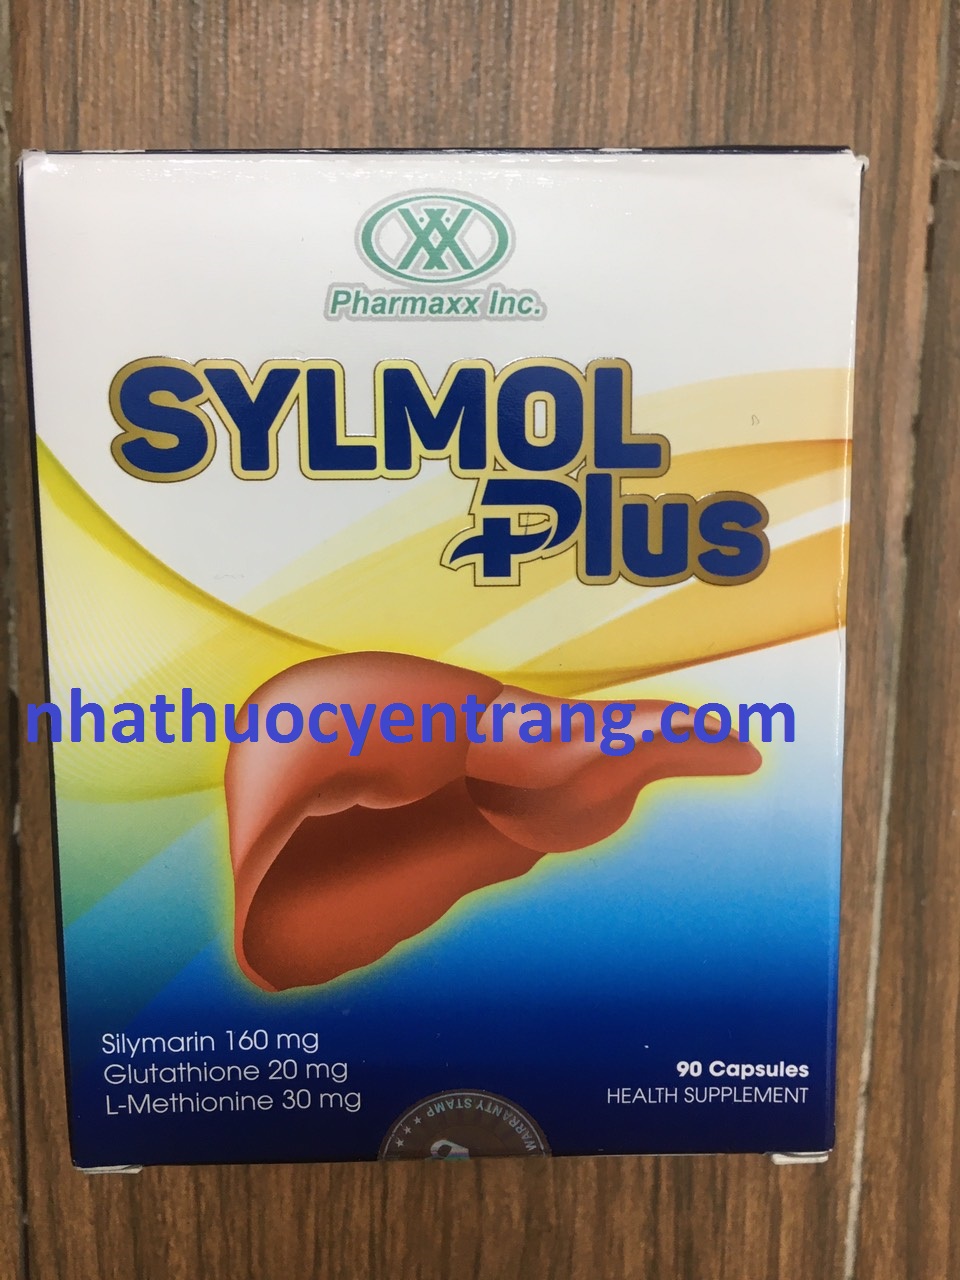 XX
Pharmaxx Inc.
SYLMOL
Plus
nhathuocyentrang.com
Silymarin 160 mg
Glutathione 20 mg
L-Methionine 30 mg
90 Capsules
HEALTH SUPPLEMENT
WARRANTY STAMP